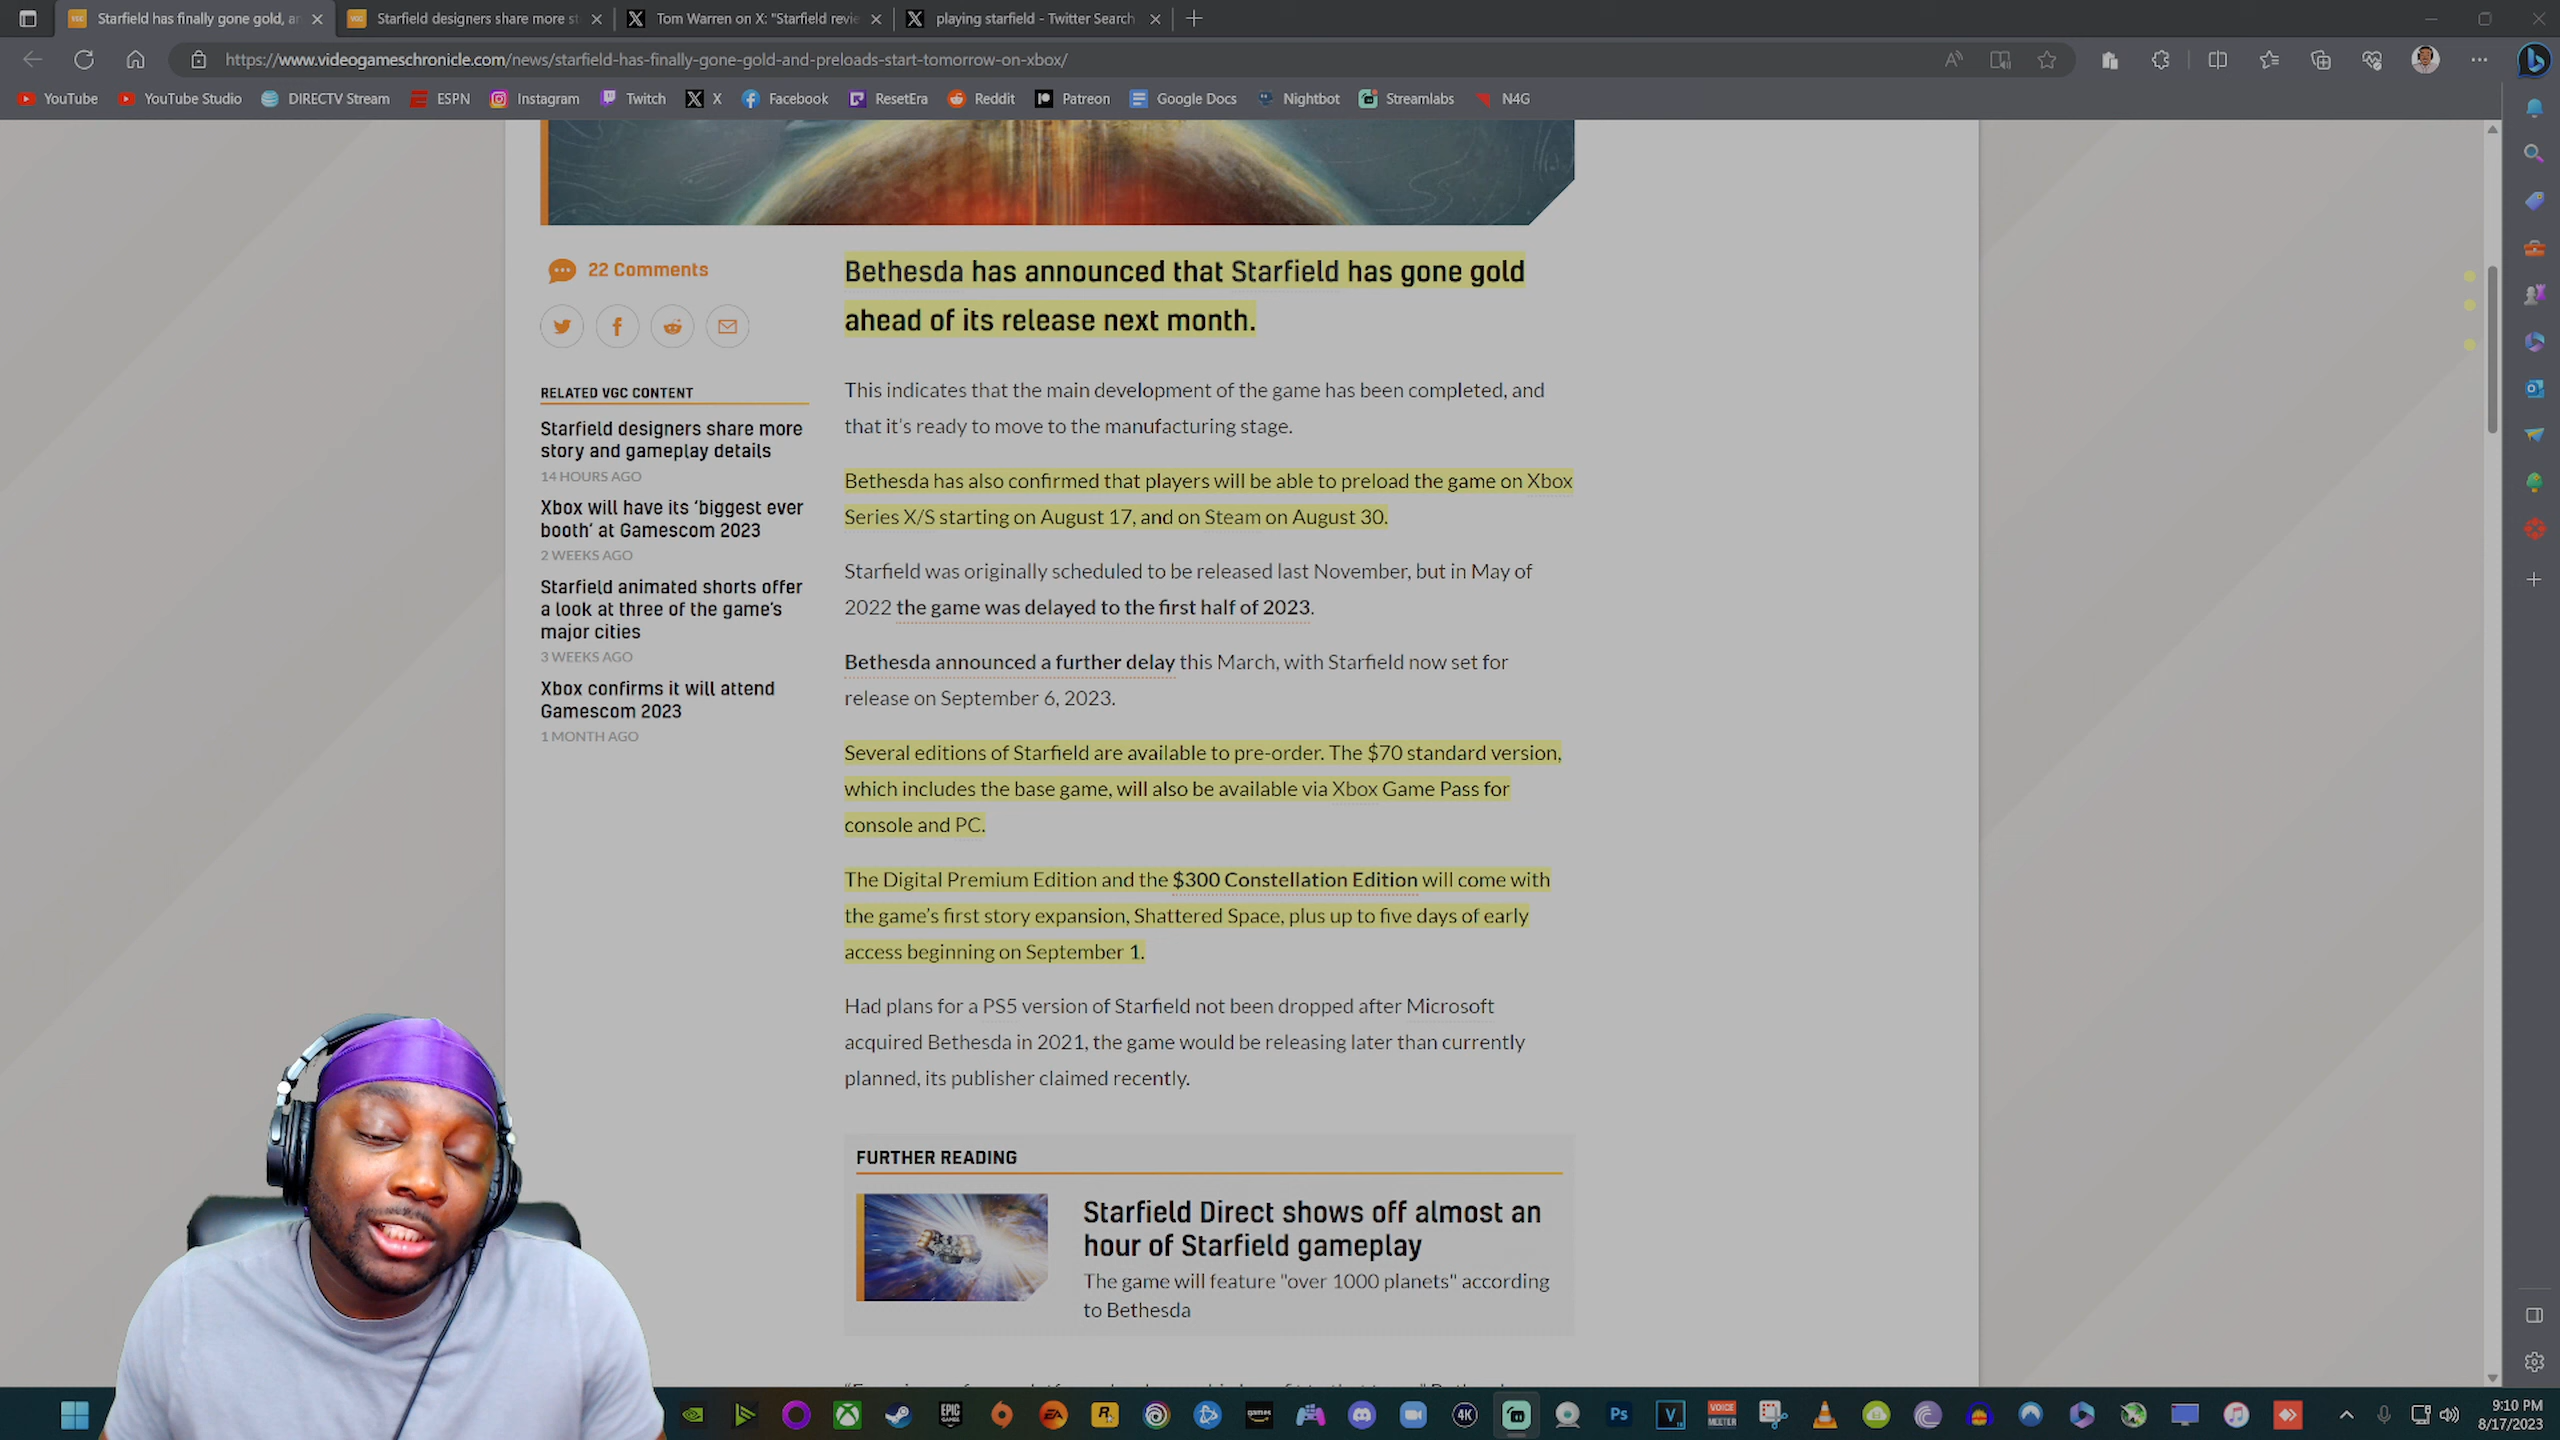 Starfield has finally gone gold, a
Starfield designers share more st
Tom Warren on X: "Starfield revie
playing starfield - Twitter Search
https://www.videogameschronicle.com/news/starfield-has-finally-gone-gold-and-preloads-start-tomorrow-on-xbox/
YouTube
YouTube Studio
DIRECTV Stream
ESPN
Instagram
Twitch
X
Facebook
ResetEra
Reddit
Patreon
Google Docs
Nightbot
Streamlabs
N4G
22 Comments
RELATED VGC CONTENT
Starfield designers share more
story and gameplay details
14 HOURS AGO
Xbox will have its ‘biggest ever
booth’ at Gamescom 2023
2 WEEKS AGO
Starfield animated shorts offer
a look at three of the game’s
major cities
3 WEEKS AGO
Xbox confirms it will attend
Gamescom 2023
1 MONTH AGO
Bethesda has announced that Starfield has gone gold
ahead of its release next month.
This indicates that the main development of the game has been completed, and
that it’s ready to move to the manufacturing stage.
Bethesda has also confirmed that players will be able to preload the game on Xbox
Series X/S starting on August 17, and on Steam on August 30.
Starfield was originally scheduled to be released last November, but in May of
2022 the game was delayed to the first half of 2023.
Bethesda announced a further delay this March, with Starfield now set for
release on September 6, 2023.
Several editions of Starfield are available to pre-order. The $70 standard version,
which includes the base game, will also be available via Xbox Game Pass for
console and PC.
The Digital Premium Edition and the $300 Constellation Edition will come with
the game’s first story expansion, Shattered Space, plus up to five days of early
access beginning on September 1.
Had plans for a PS5 version of Starfield not been dropped after Microsoft
acquired Bethesda in 2021, the game would be releasing later than currently
planned, its publisher claimed recently.
FURTHER READING
Starfield Direct shows off almost an
hour of Starfield gameplay
The game will feature "over 1000 planets" according
to Bethesda
EPIC
GAMES
EA
R
4K
Ps
V
VOICE
MEETER
9:10 PM
8/17/2023